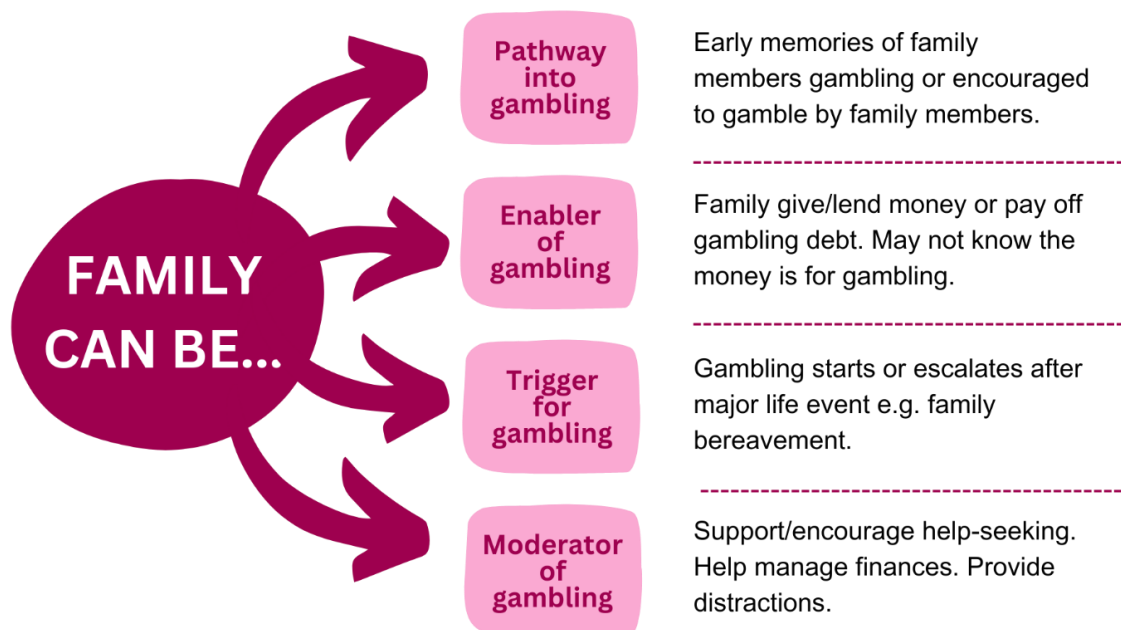 FAMILY
CAN BE...
Pathway
into
gambling
Early memories of family
members gambling or encouraged
to gamble by family members.
Enabler
of
gambling
Family give/lend money or pay off
gambling debt. May not know the
money is for gambling.
Trigger
for
gambling
Gambling starts or escalates after
major life event e.g. family
bereavement.
Moderator
of
gambling
Support/encourage help-seeking.
Help manage finances. Provide
distractions.